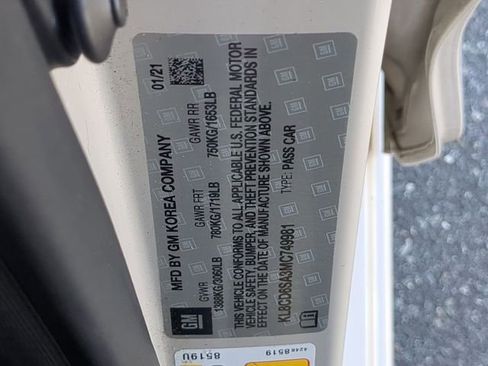 MFD BY GM KOREA COMPANY 01/21
GVWR GAWR FRT GAWR RR
1388KG/3060LB 780KG/1719LB 750KG/1653LB
THIS VEHICLE CONFORMS TO ALL APPLICABLE U.S. FEDERAL MOTOR
VEHICLE SAFETY, BUMPER, AND THEFT PREVENTION STANDARDS IN
EFFECT ON THE DATE OF MANUFACTURE SHOWN ABOVE.
KL8CD6SA3MC749981 TYPE: PASS CAR
GM
8519
8519U